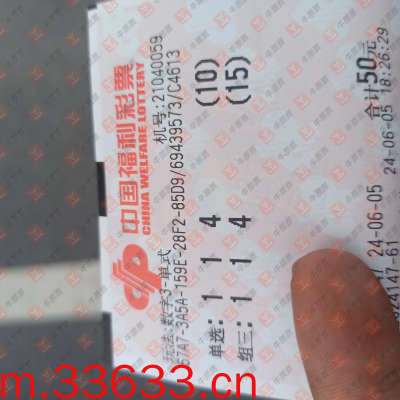 中国福利彩票
CHINA WELFARE LOTTERY
机号:21040059
玩法:数字3-单式
57A7-3A5A-159E-28F2-85D9/69439573/C4613
单选: 1 1 4 (10)
组三: 1 1 4 (15)
合计50元
24-06-05
24-06-05 18:26:29
m.33633.cn